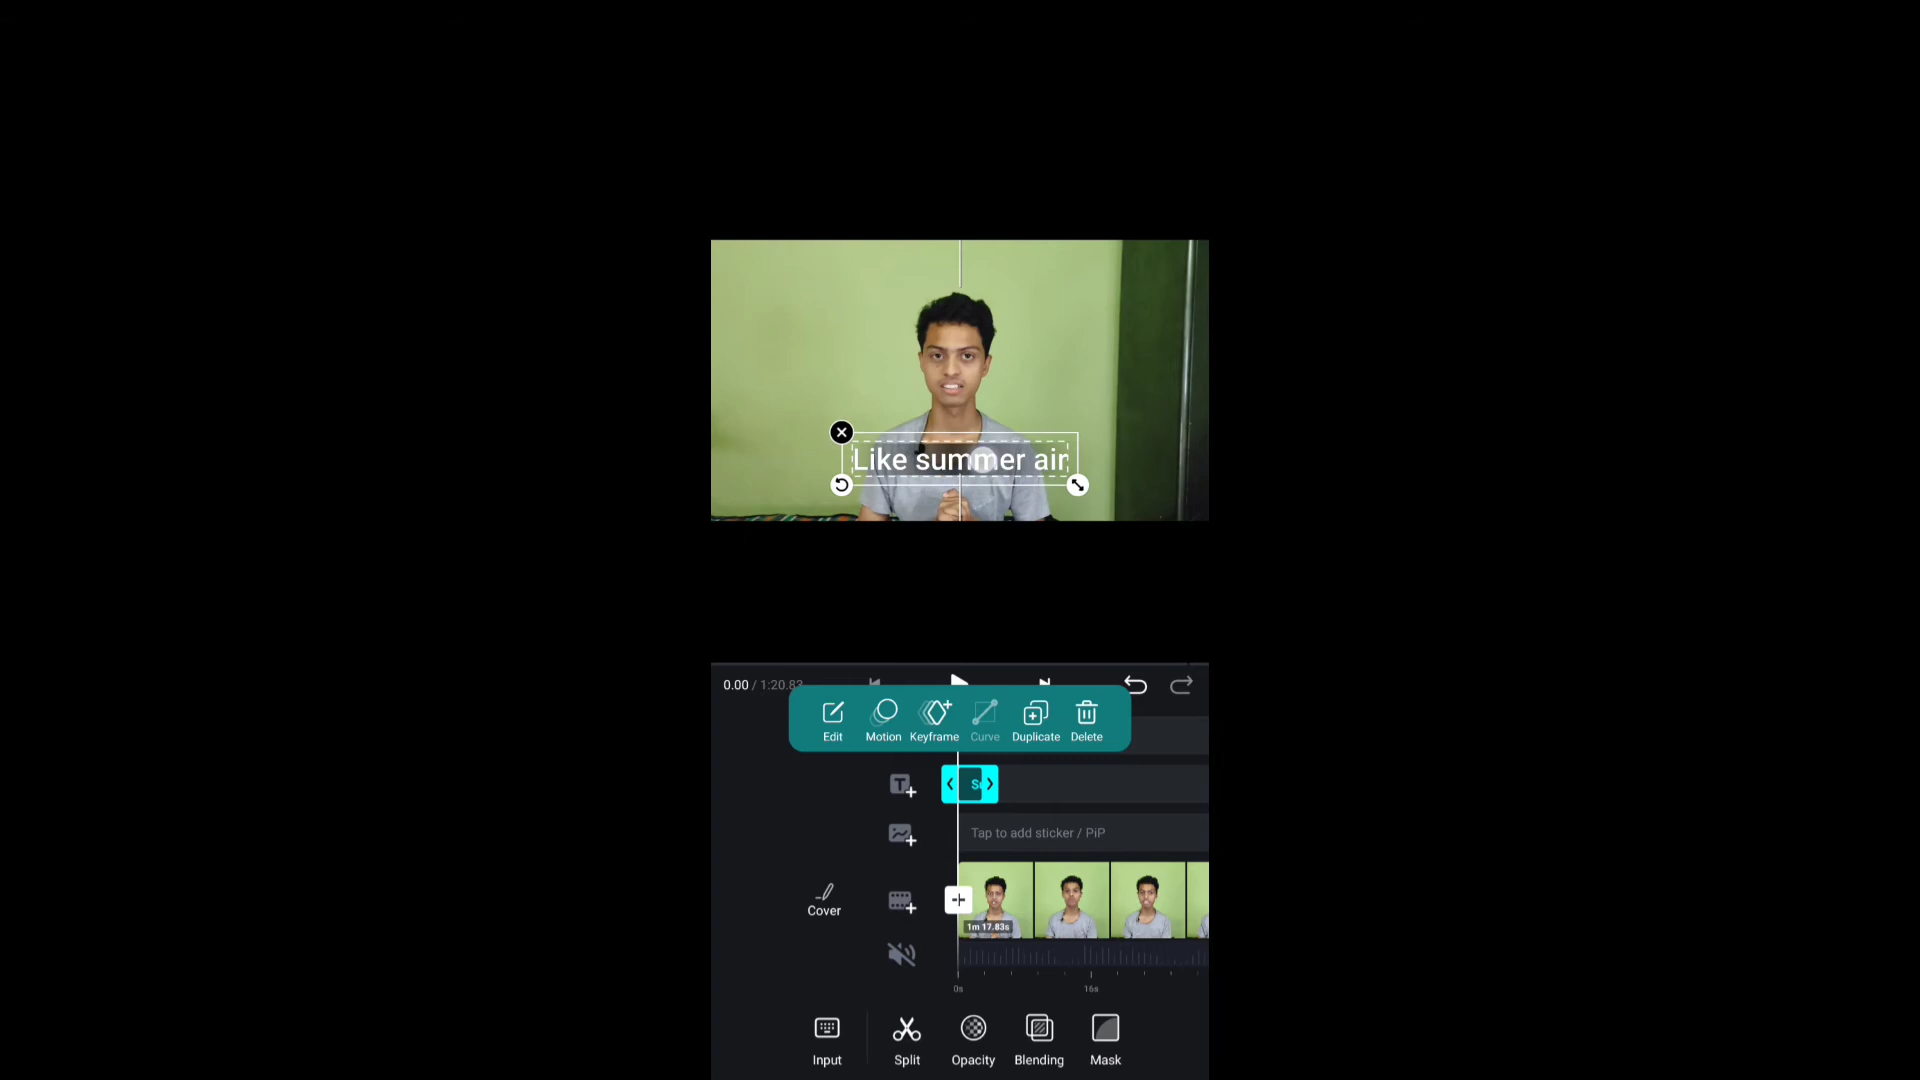 Like summer air
0.00 / 1:20.83
Edit Motion Keyframe Curve Duplicate Delete
Tap to add sticker / PiP
Cover
1m 17.83s
0s 16s
Input Split Opacity Blending Mask